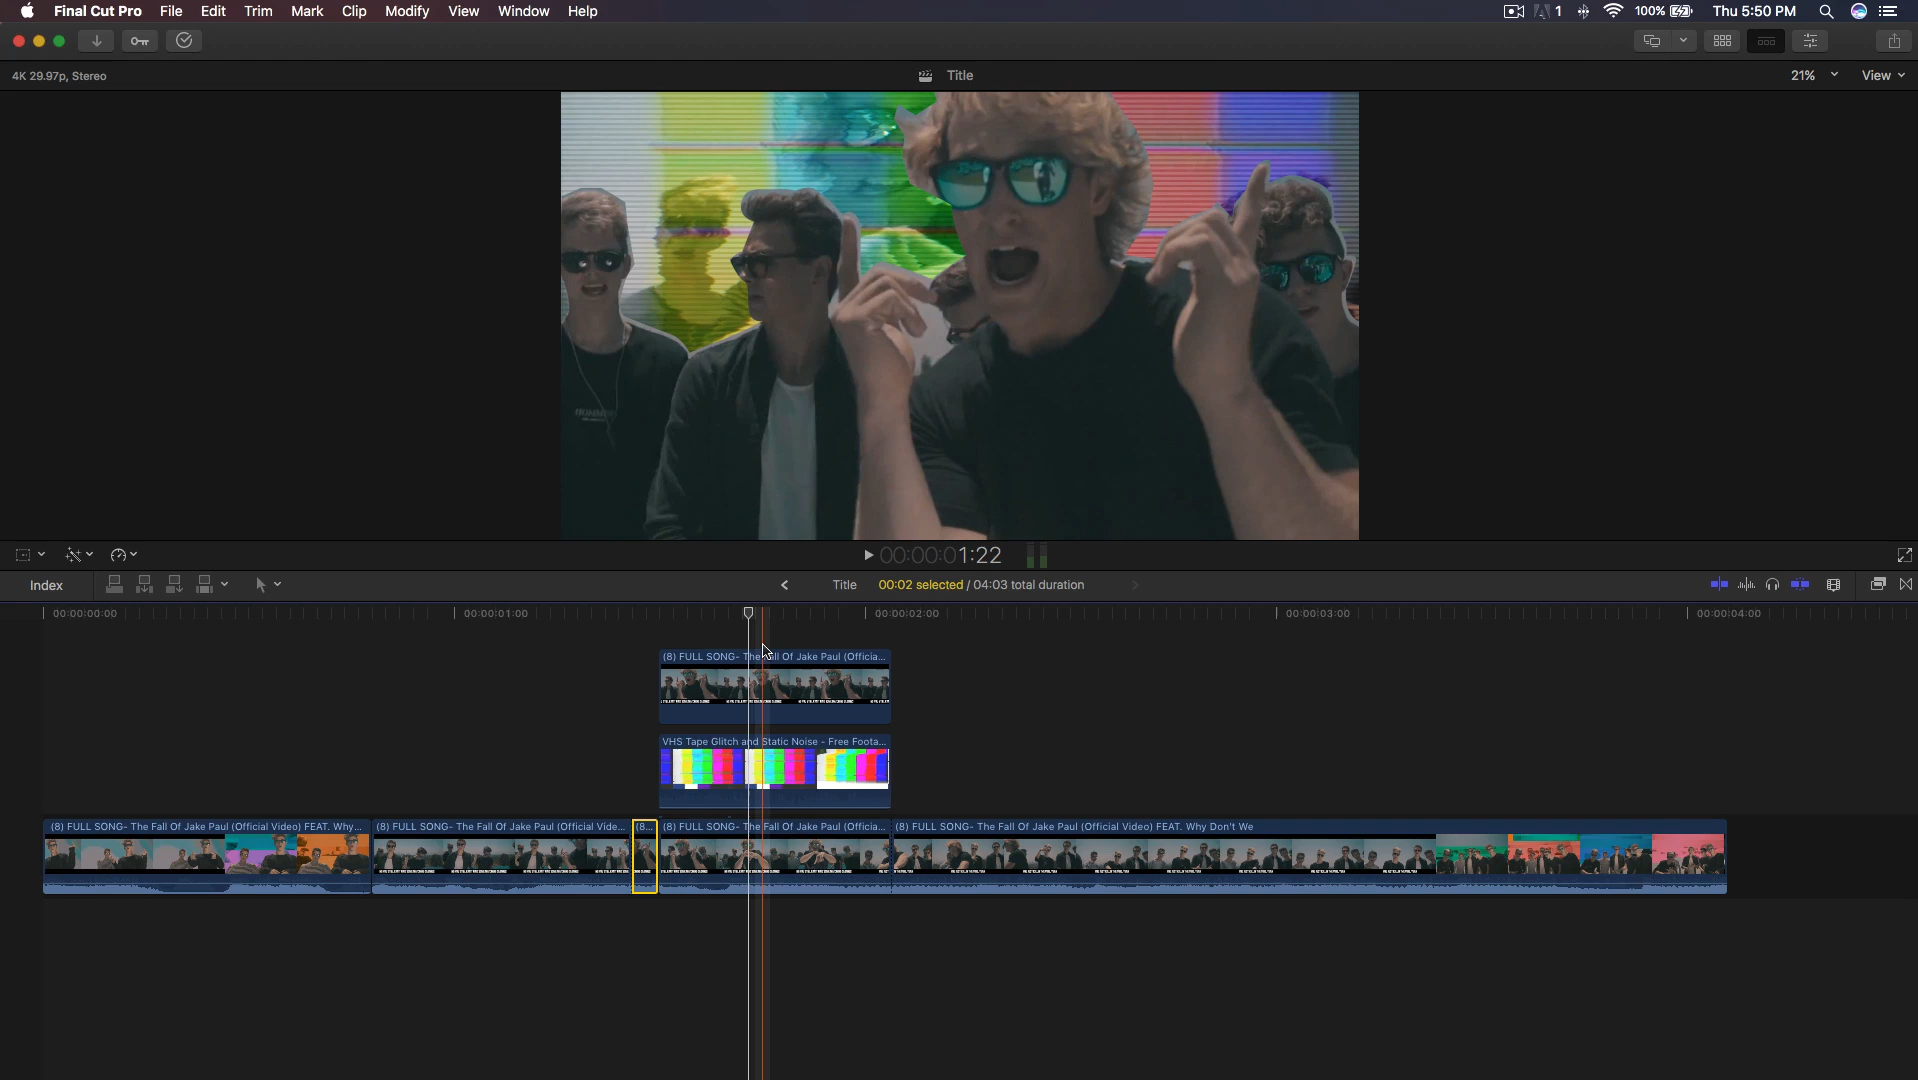 Final Cut Pro File Edit Trim Mark Clip Modify View Window Help 1 100% Thu 5:50 PM
4K 29.97p, Stereo Title 21% View
00:00:01:22
Index Title 00:02 selected / 04:03 total duration
00:00:00:00 00:00:01:00 00:00:02:00 00:00:03:00 00:00:04:00
(8) FULL SONG- The Fall Of Jake Paul (Officia...
VHS Tape Glitch and Static Noise - Free Foota...
(8) FULL SONG- The Fall Of Jake Paul (Official Video) FEAT. Why... (8) FULL SONG- The Fall Of Jake Paul (Official Vide... (8... (8) FULL SONG- The Fall Of Jake Paul (Officia... (8) FULL SONG- The Fall Of Jake Paul (Official Video) FEAT. Why Don't We